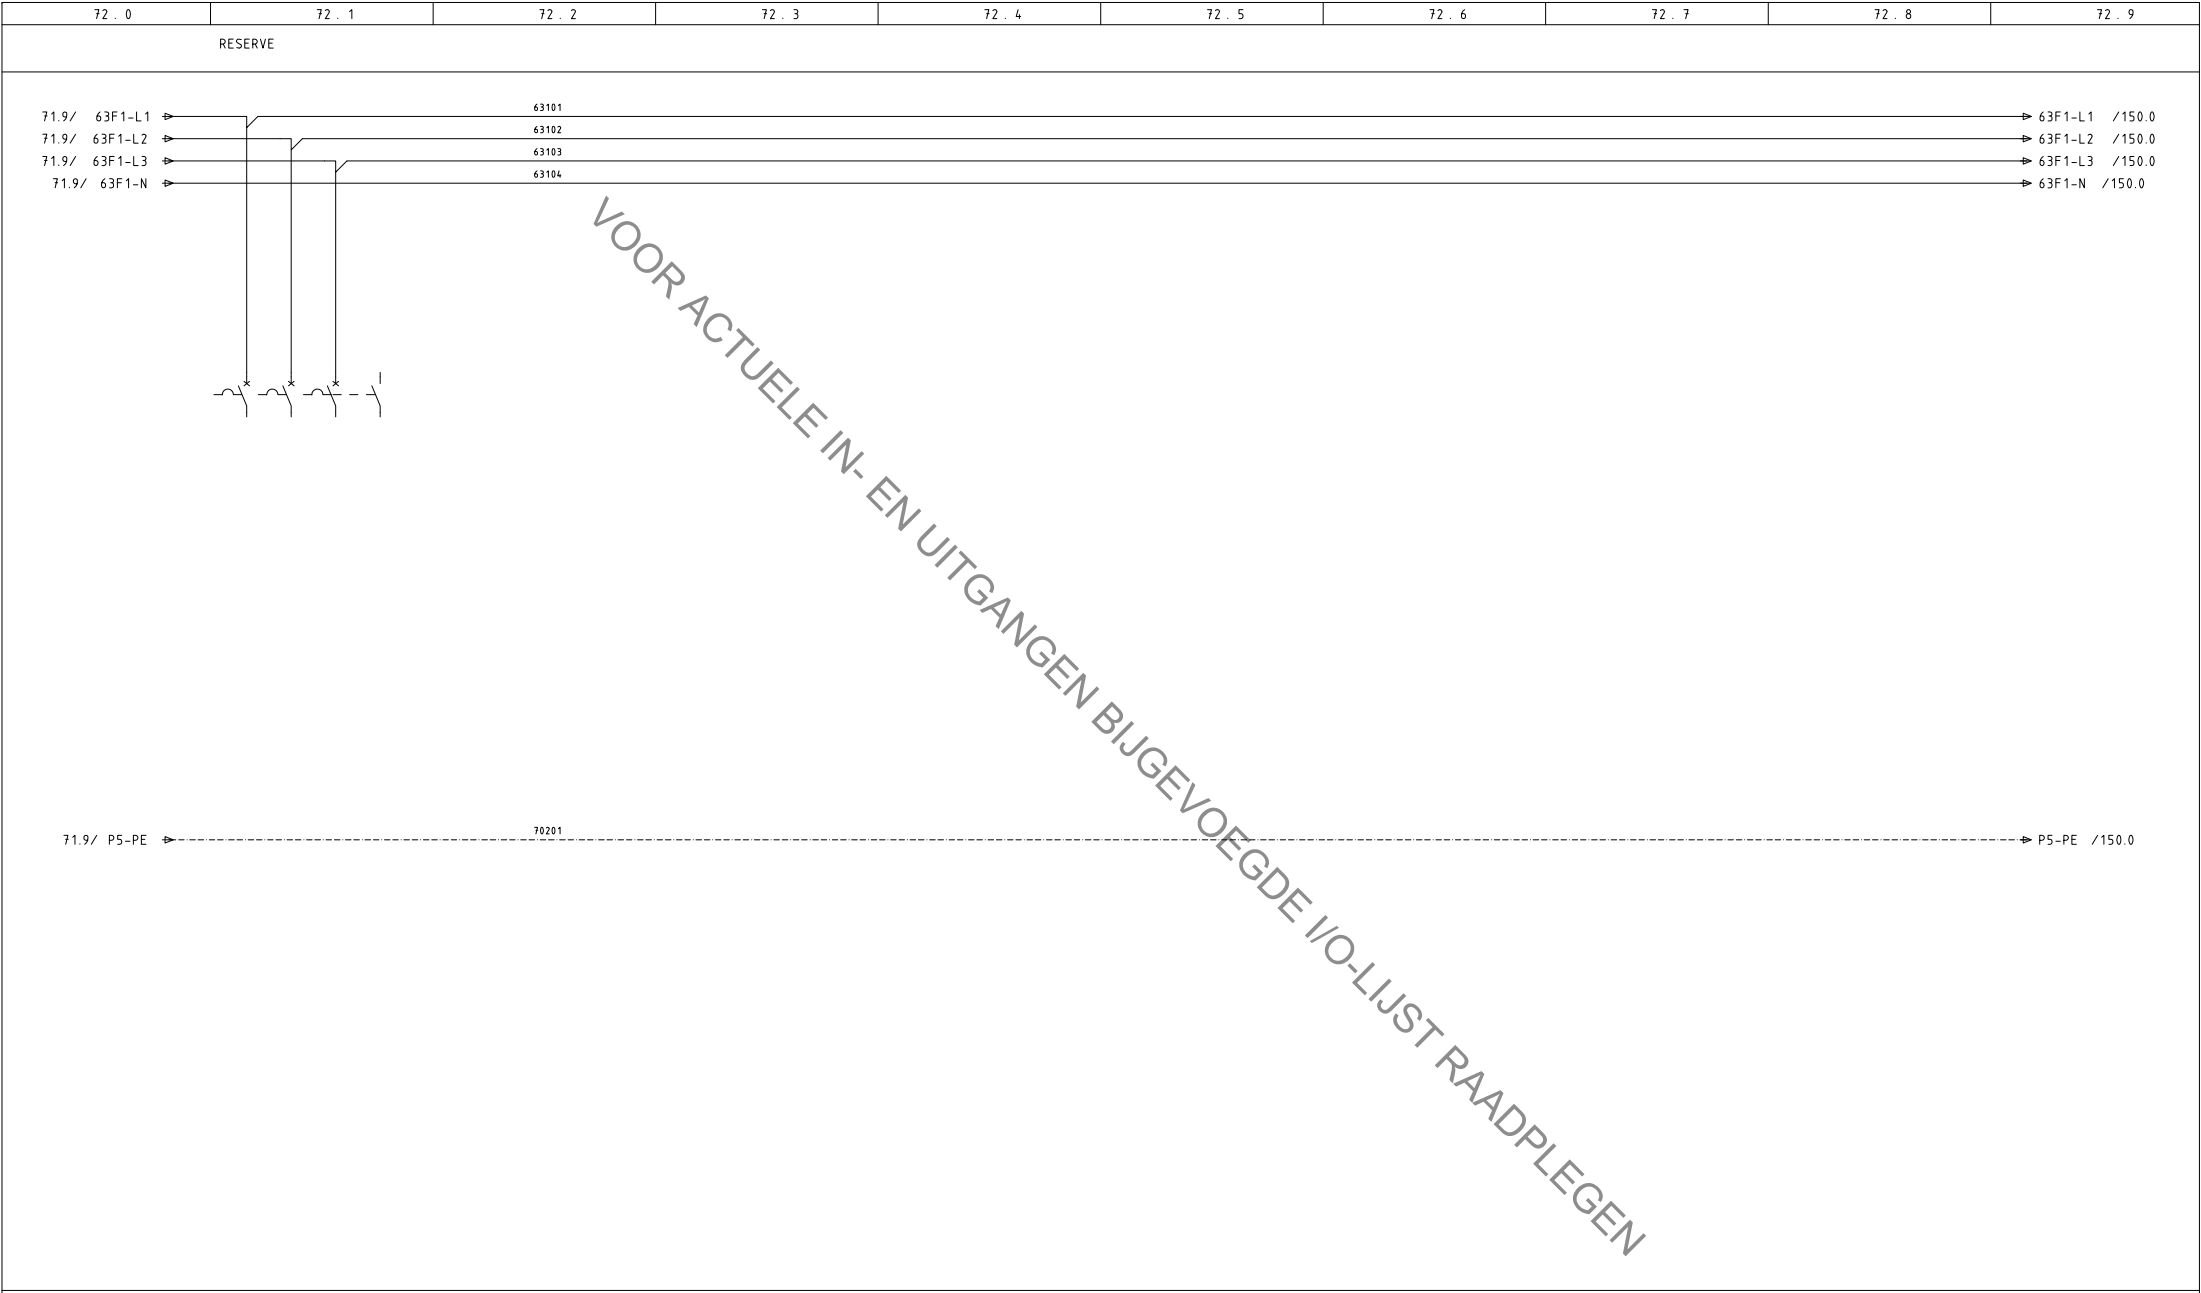 72 . 0 72 . 1 72 . 2 72 . 3 72 . 4 72 . 5 72 . 6 72 . 7 72 . 8 72 . 9
RESERVE
63101
71.9/ 63F1-L1 63F1-L1 /150.0
63102
71.9/ 63F1-L2 63F1-L2 /150.0
63103
71.9/ 63F1-L3 63F1-L3 /150.0
63104
71.9/ 63F1-N 63F1-N /150.0
VOOR ACTUELE IN- EN UITGANGEN BIJGEVOEGDE I/O-LIJST RAADPLEGEN
70201
71.9/ P5-PE P5-PE /150.0